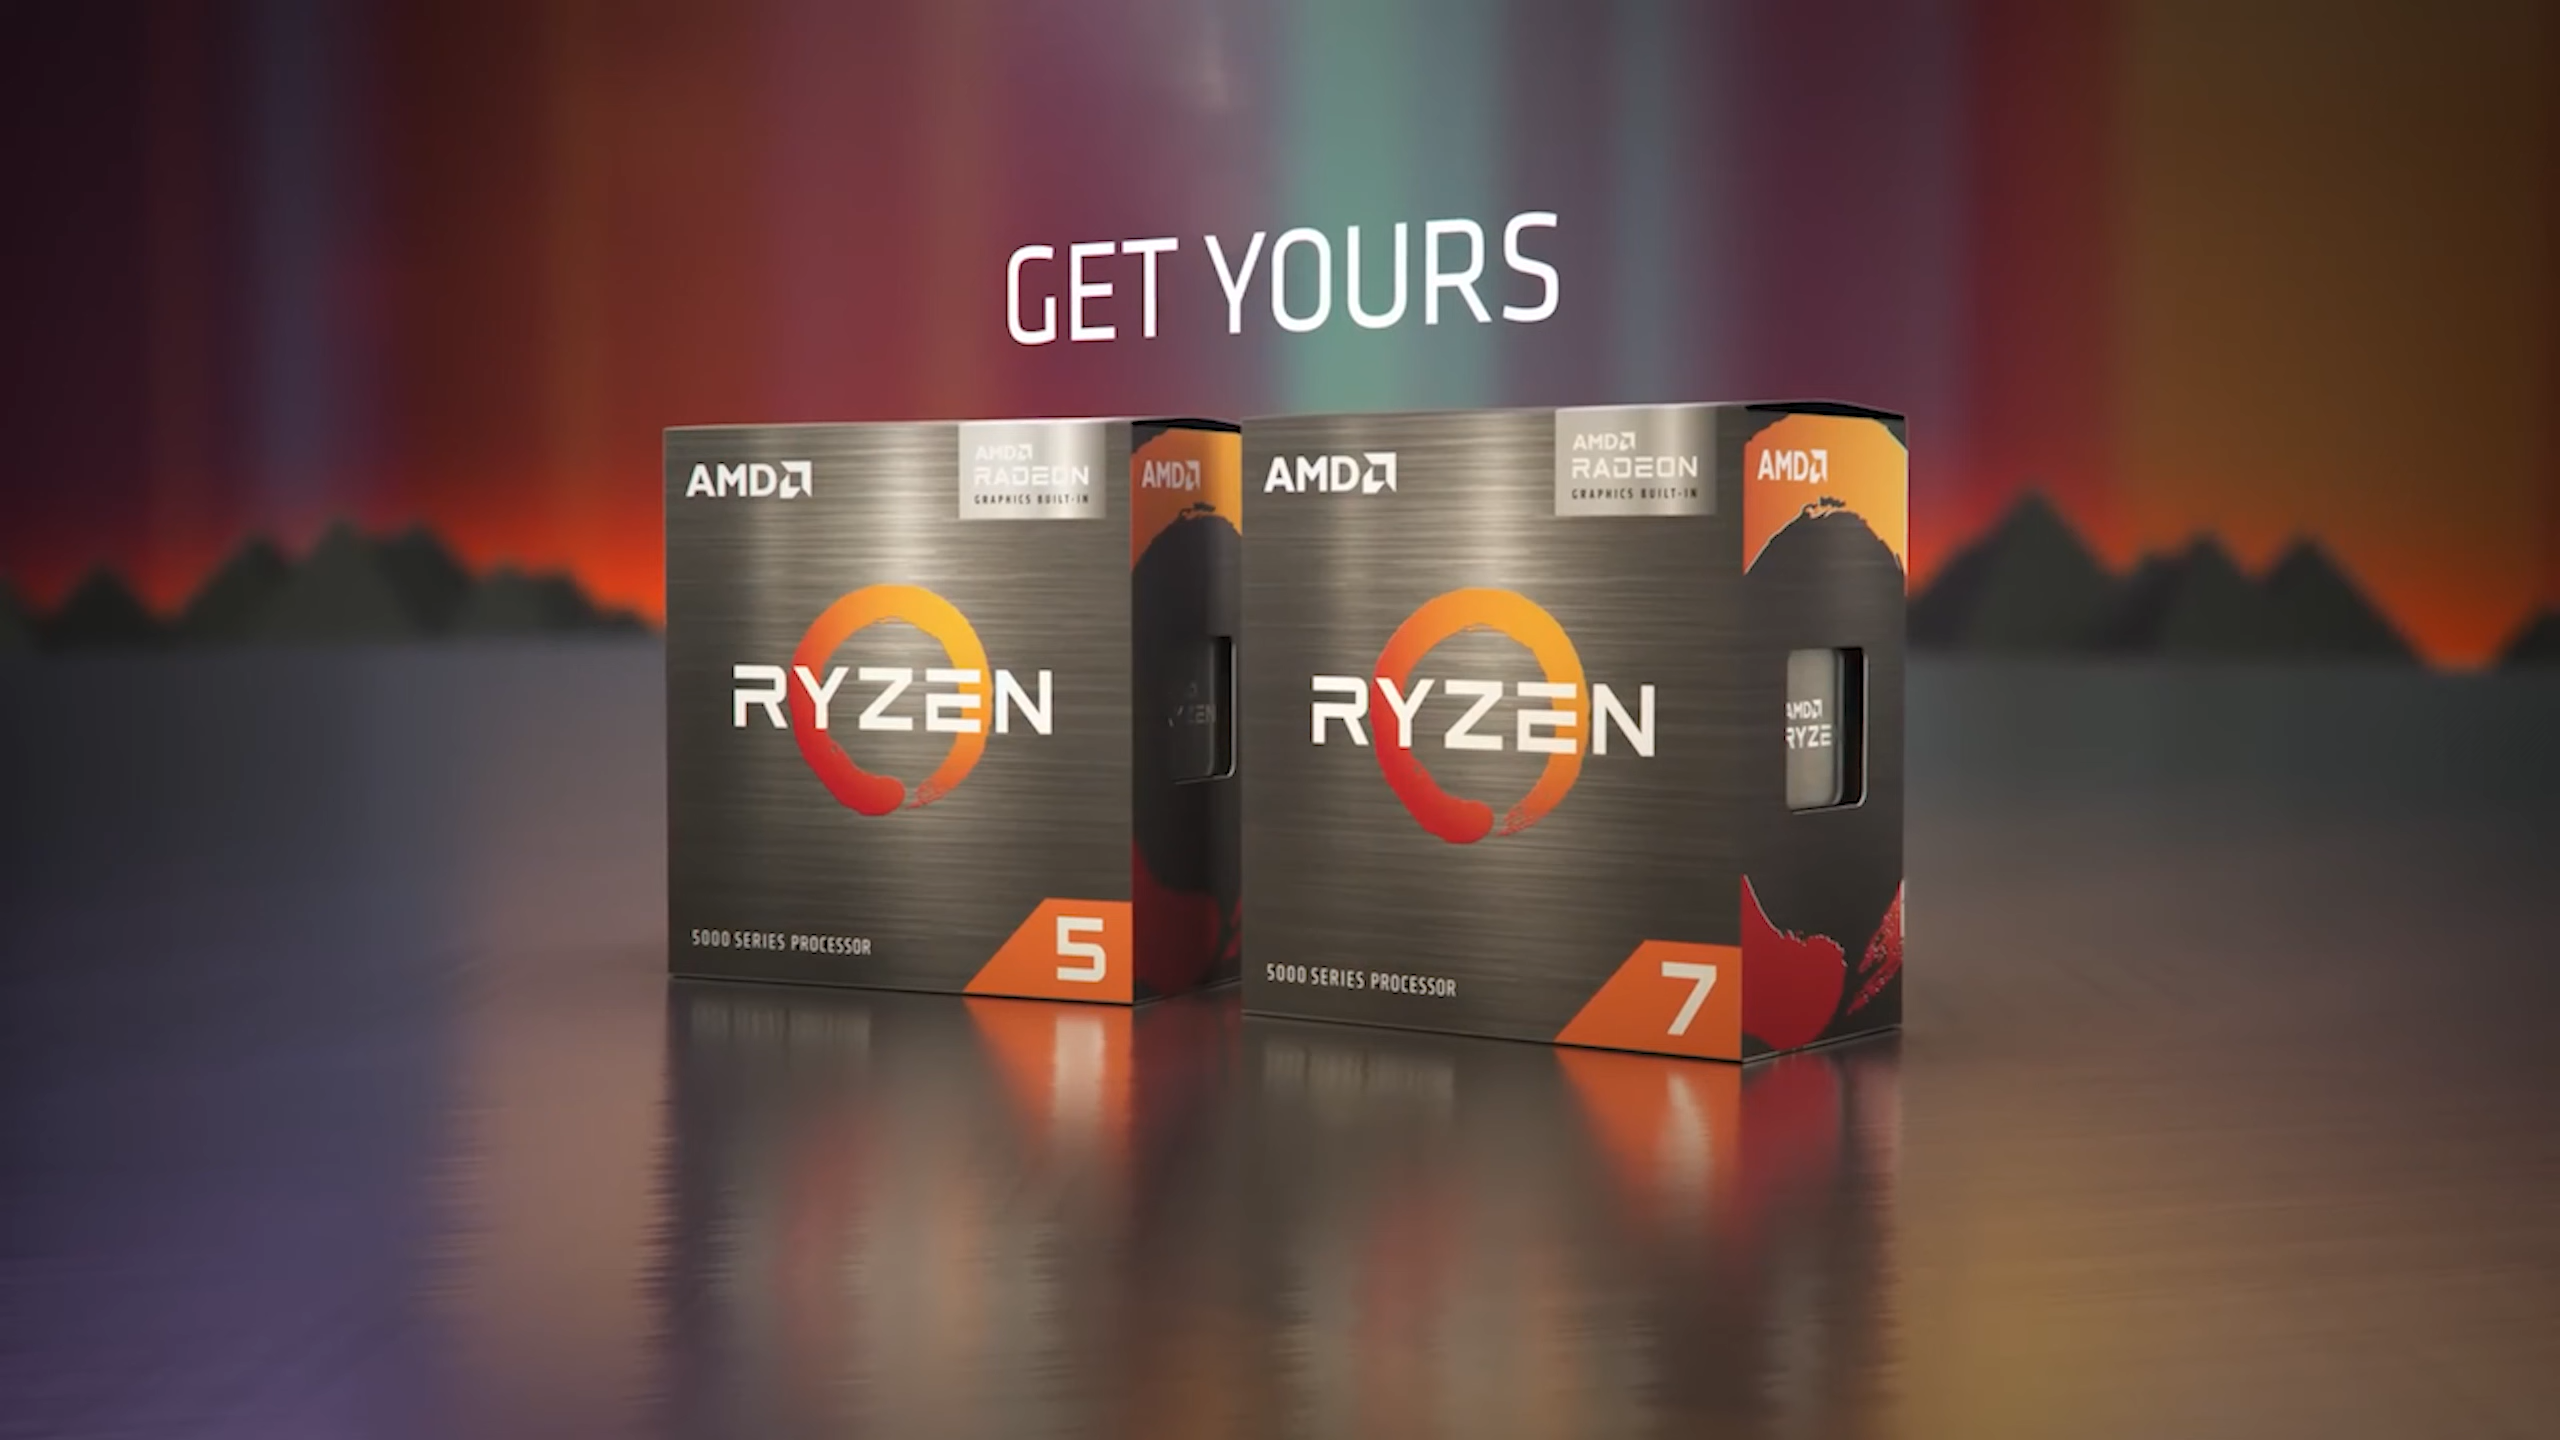 GET YOURS
AMD
AMD
RADEON
GRAPHICS BUILT-IN
AMD
RYZEN
5000 SERIES PROCESSOR
5
AMD
AMD
RADEON
GRAPHICS BUILT-IN
AMD
RYZEN
AMD
RYZE
5000 SERIES PROCESSOR
7